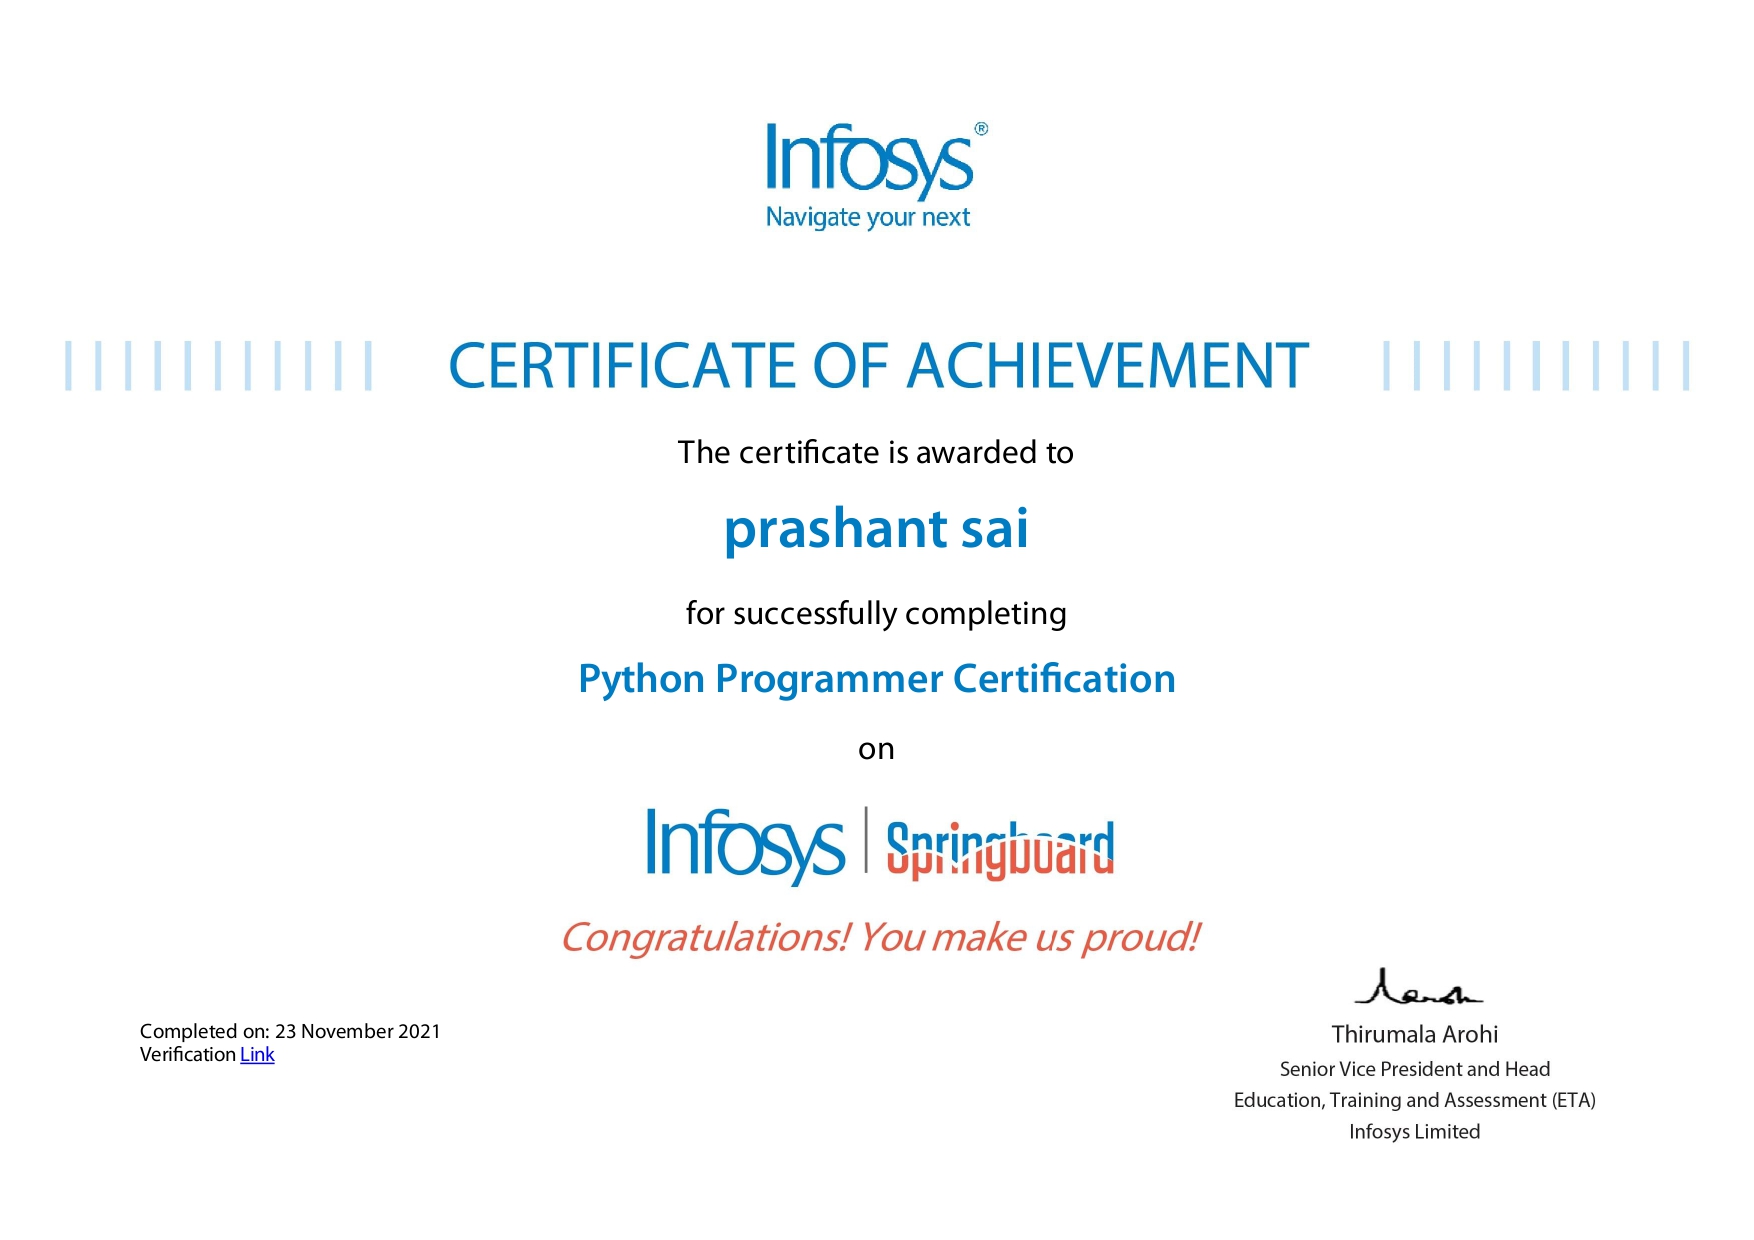 Infosys®
Navigate your next
CERTIFICATE OF ACHIEVEMENT
The certificate is awarded to
prashant sai
for successfully completing
Python Programmer Certification
on
Infosys | Springboard
Congratulations! You make us proud!
Completed on: 23 November 2021
Verification Link
Thirumala Arohi
Senior Vice President and Head
Education, Training and Assessment (ETA)
Infosys Limited